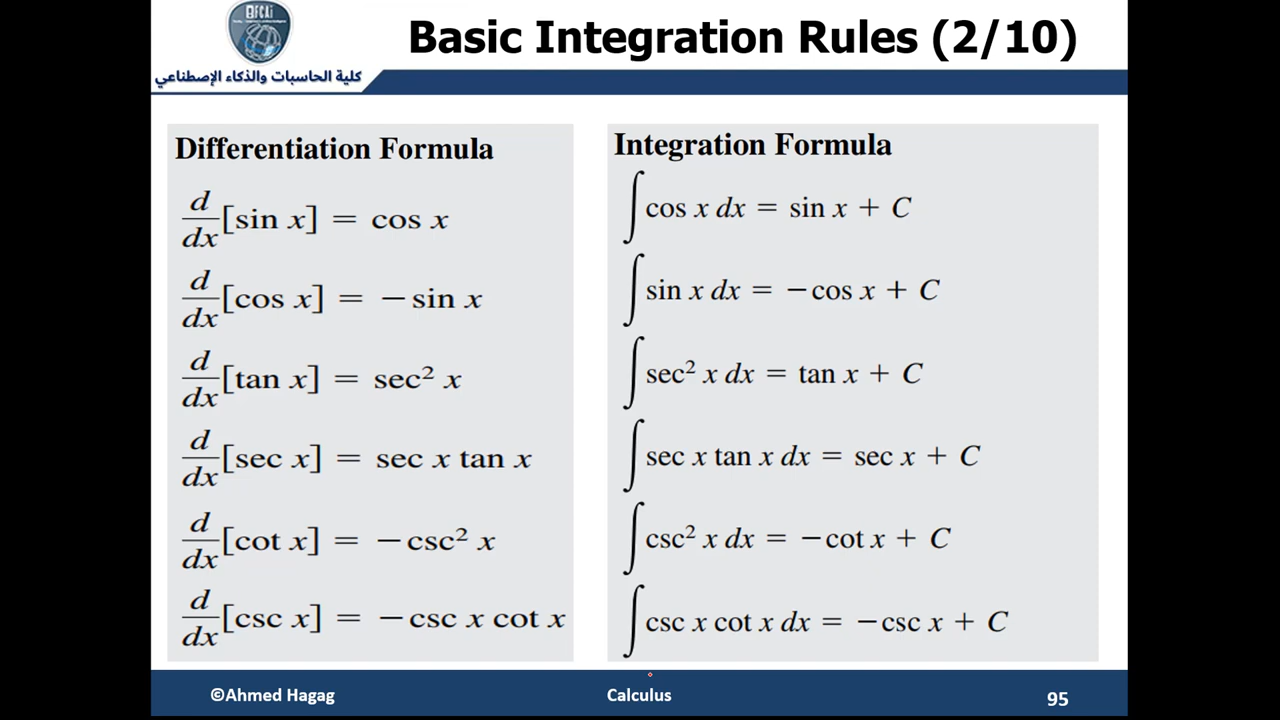 BFCAi
Basic Integration Rules (2/10)
كلية الحاسبات والذكاء الإصطناعي
Differentiation Formula
d/dx [sin x] = cos x
d/dx [cos x] = −sin x
d/dx [tan x] = sec² x
d/dx [sec x] = sec x tan x
d/dx [cot x] = −csc² x
d/dx [csc x] = −csc x cot x
Integration Formula
∫ cos x dx = sin x + C
∫ sin x dx = −cos x + C
∫ sec² x dx = tan x + C
∫ sec x tan x dx = sec x + C
∫ csc² x dx = −cot x + C
∫ csc x cot x dx = −csc x + C
©Ahmed Hagag
Calculus
95